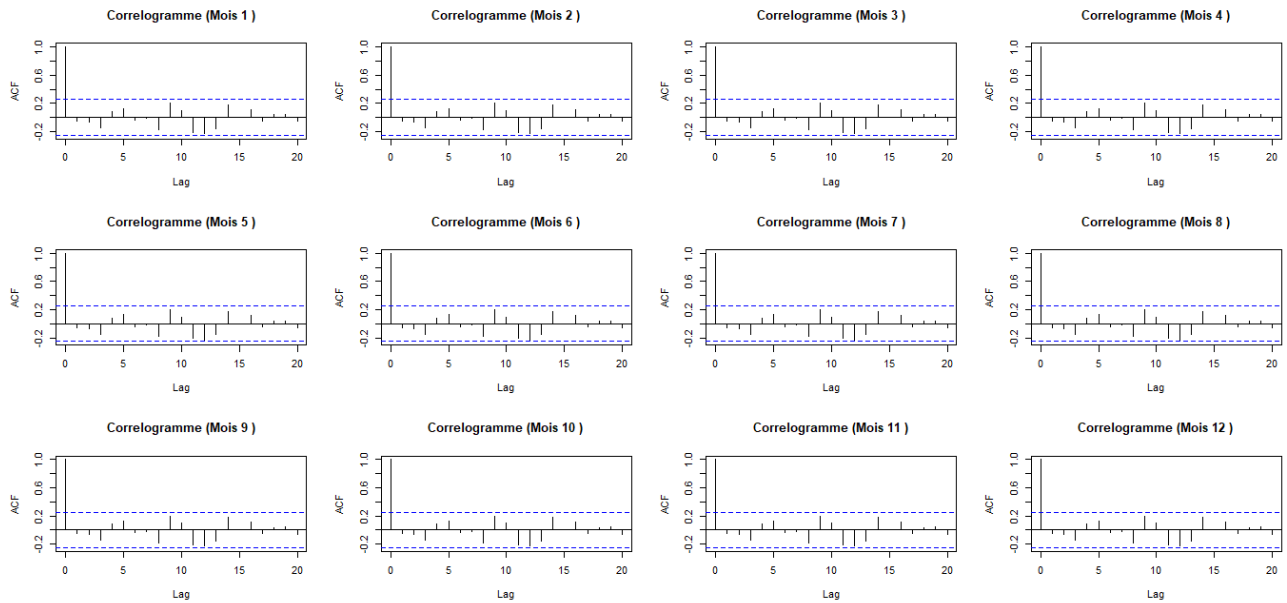 Correlogramme (Mois 1 )
ACF
-0.2 0.2 0.6 1.0
0 5 10 15 20
Lag
Correlogramme (Mois 2 )
ACF
-0.2 0.2 0.6 1.0
0 5 10 15 20
Lag
Correlogramme (Mois 3 )
ACF
-0.2 0.2 0.6 1.0
0 5 10 15 20
Lag
Correlogramme (Mois 4 )
ACF
-0.2 0.2 0.6 1.0
0 5 10 15 20
Lag
Correlogramme (Mois 5 )
ACF
-0.2 0.2 0.6 1.0
0 5 10 15 20
Lag
Correlogramme (Mois 6 )
ACF
-0.2 0.2 0.6 1.0
0 5 10 15 20
Lag
Correlogramme (Mois 7 )
ACF
-0.2 0.2 0.6 1.0
0 5 10 15 20
Lag
Correlogramme (Mois 8 )
ACF
-0.2 0.2 0.6 1.0
0 5 10 15 20
Lag
Correlogramme (Mois 9 )
ACF
-0.2 0.2 0.6 1.0
0 5 10 15 20
Lag
Correlogramme (Mois 10 )
ACF
-0.2 0.2 0.6 1.0
0 5 10 15 20
Lag
Correlogramme (Mois 11 )
ACF
-0.2 0.2 0.6 1.0
0 5 10 15 20
Lag
Correlogramme (Mois 12 )
ACF
-0.2 0.2 0.6 1.0
0 5 10 15 20
Lag